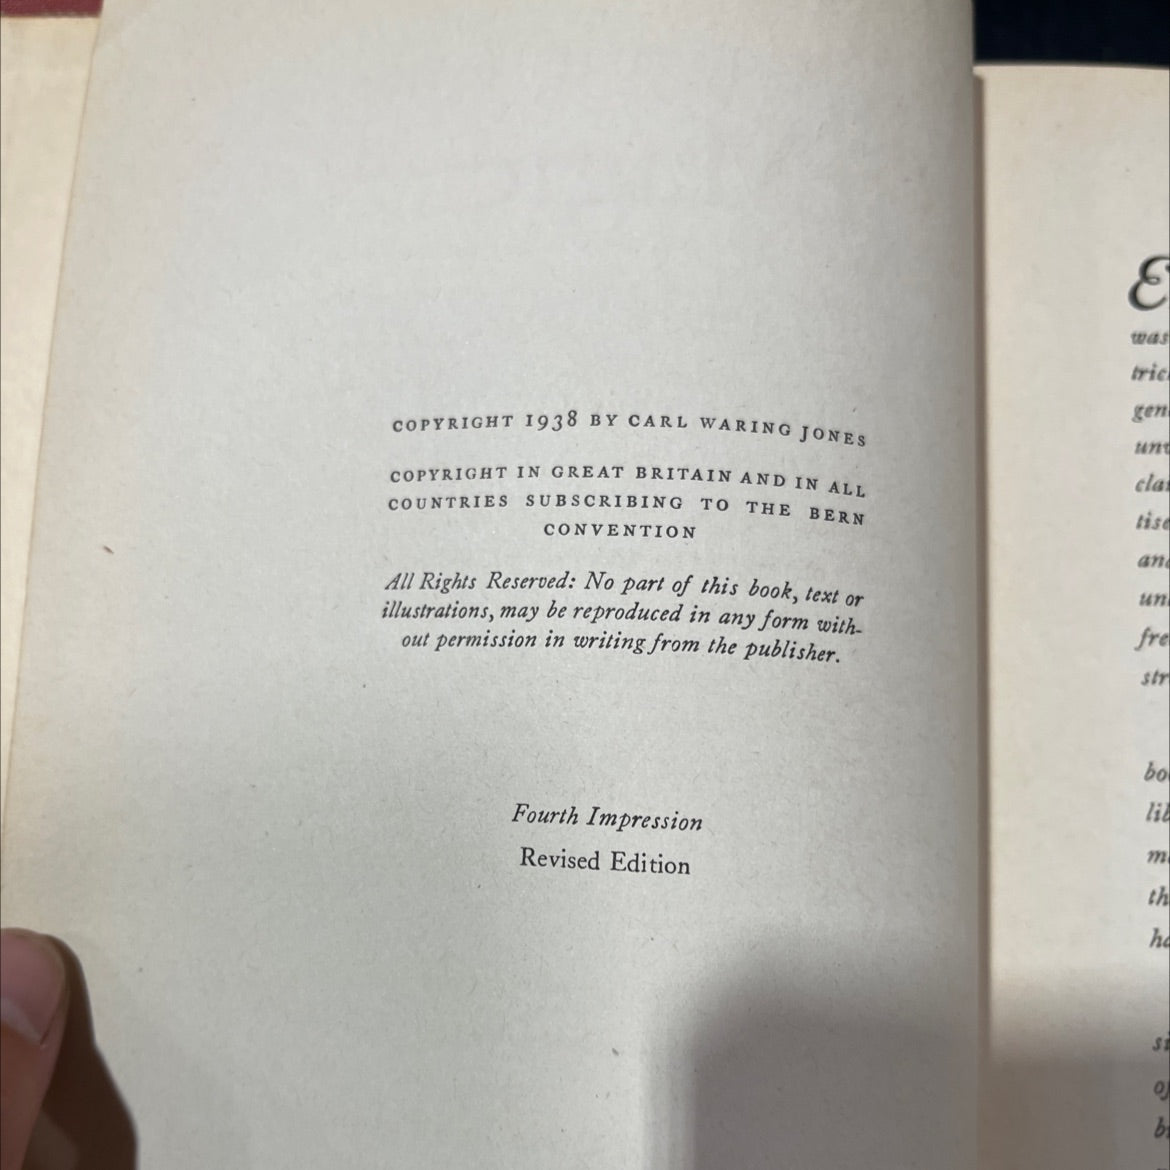 COPYRIGHT 1938 BY CARL WARING JONES
COPYRIGHT IN GREAT BRITAIN AND IN ALL
COUNTRIES SUBSCRIBING TO THE BERN
CONVENTION
All Rights Reserved: No part of this book, text or
illustrations, may be reproduced in any form with-
out permission in writing from the publisher.
Fourth Impression
Revised Edition
was